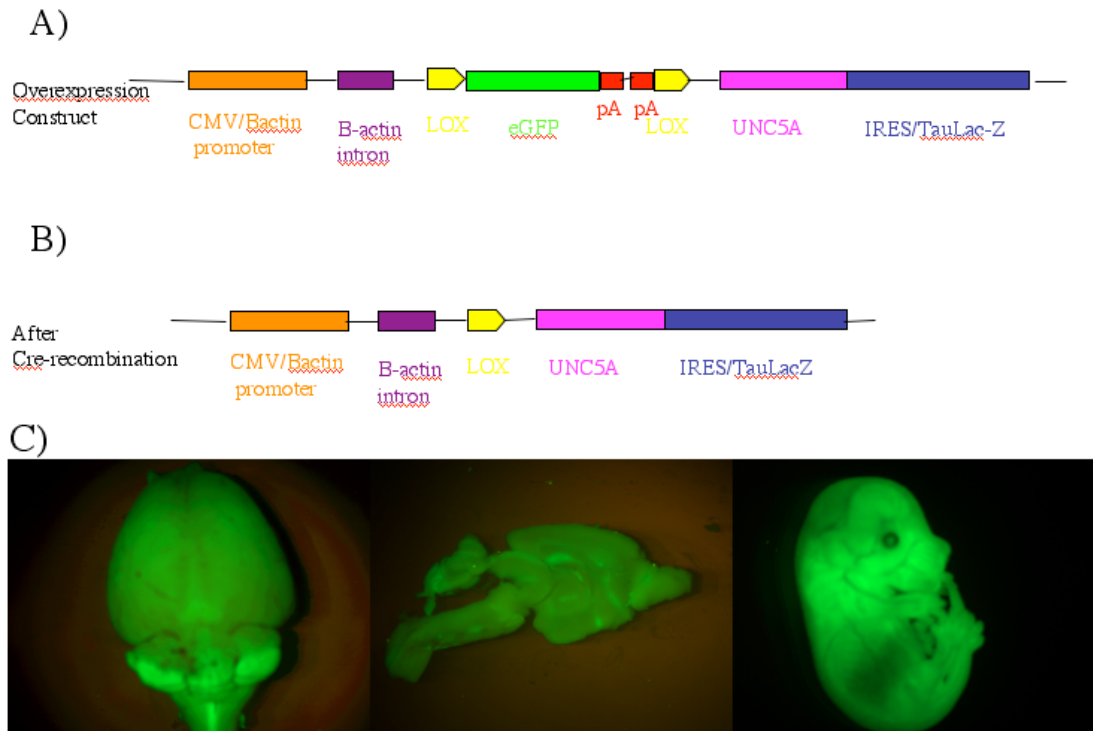 A)
Overexpression
Construct
CMV/Bactin
promoter
B-actin
intron
LOX
eGFP
pA
pA
LOX
UNC5A
IRES/TauLac-Z
B)
After
Cre-recombination
CMV/Bactin
promoter
B-actin
intron
LOX
UNC5A
IRES/TauLacZ
C)